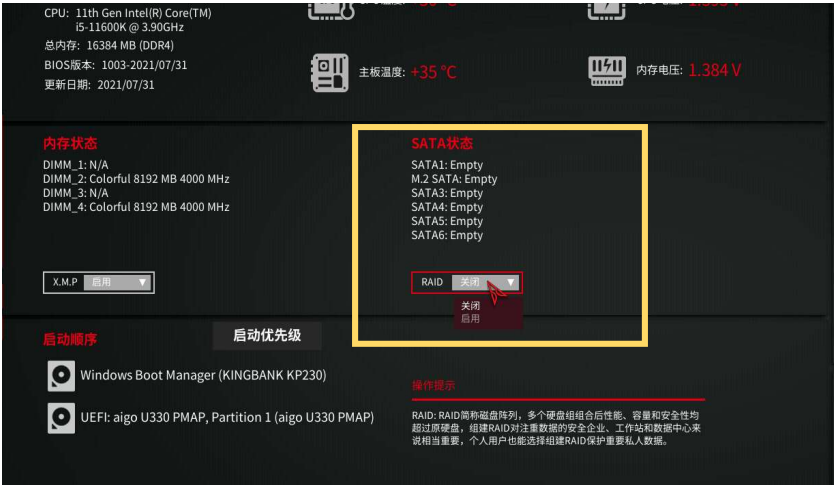 CPU: 11th Gen Intel(R) Core(TM)
i5-11600K @ 3.90GHz
总内存: 16384 MB (DDR4)
BIOS版本: 1003-2021/07/31
更新日期: 2021/07/31
主板温度: +35 °C
内存电压: 1.384 V
内存状态
DIMM_1: N/A
DIMM_2: Colorful 8192 MB 4000 MHz
DIMM_3: N/A
DIMM_4: Colorful 8192 MB 4000 MHz
X.M.P 启用
SATA状态
SATA1: Empty
M.2 SATA: Empty
SATA3: Empty
SATA4: Empty
SATA5: Empty
SATA6: Empty
RAID 关闭
关闭
启用
启动顺序
启动优先级
Windows Boot Manager (KINGBANK KP230)
UEFI: aigo U330 PMAP, Partition 1 (aigo U330 PMAP)
操作提示
RAID: RAID简称磁盘阵列，多个硬盘组组合后性能、容量和安全性均
超过原硬盘，组建RAID对注重数据的安全企业、工作站和数据中心来
说相当重要，个人用户也能选择组建RAID保护重要私人数据。